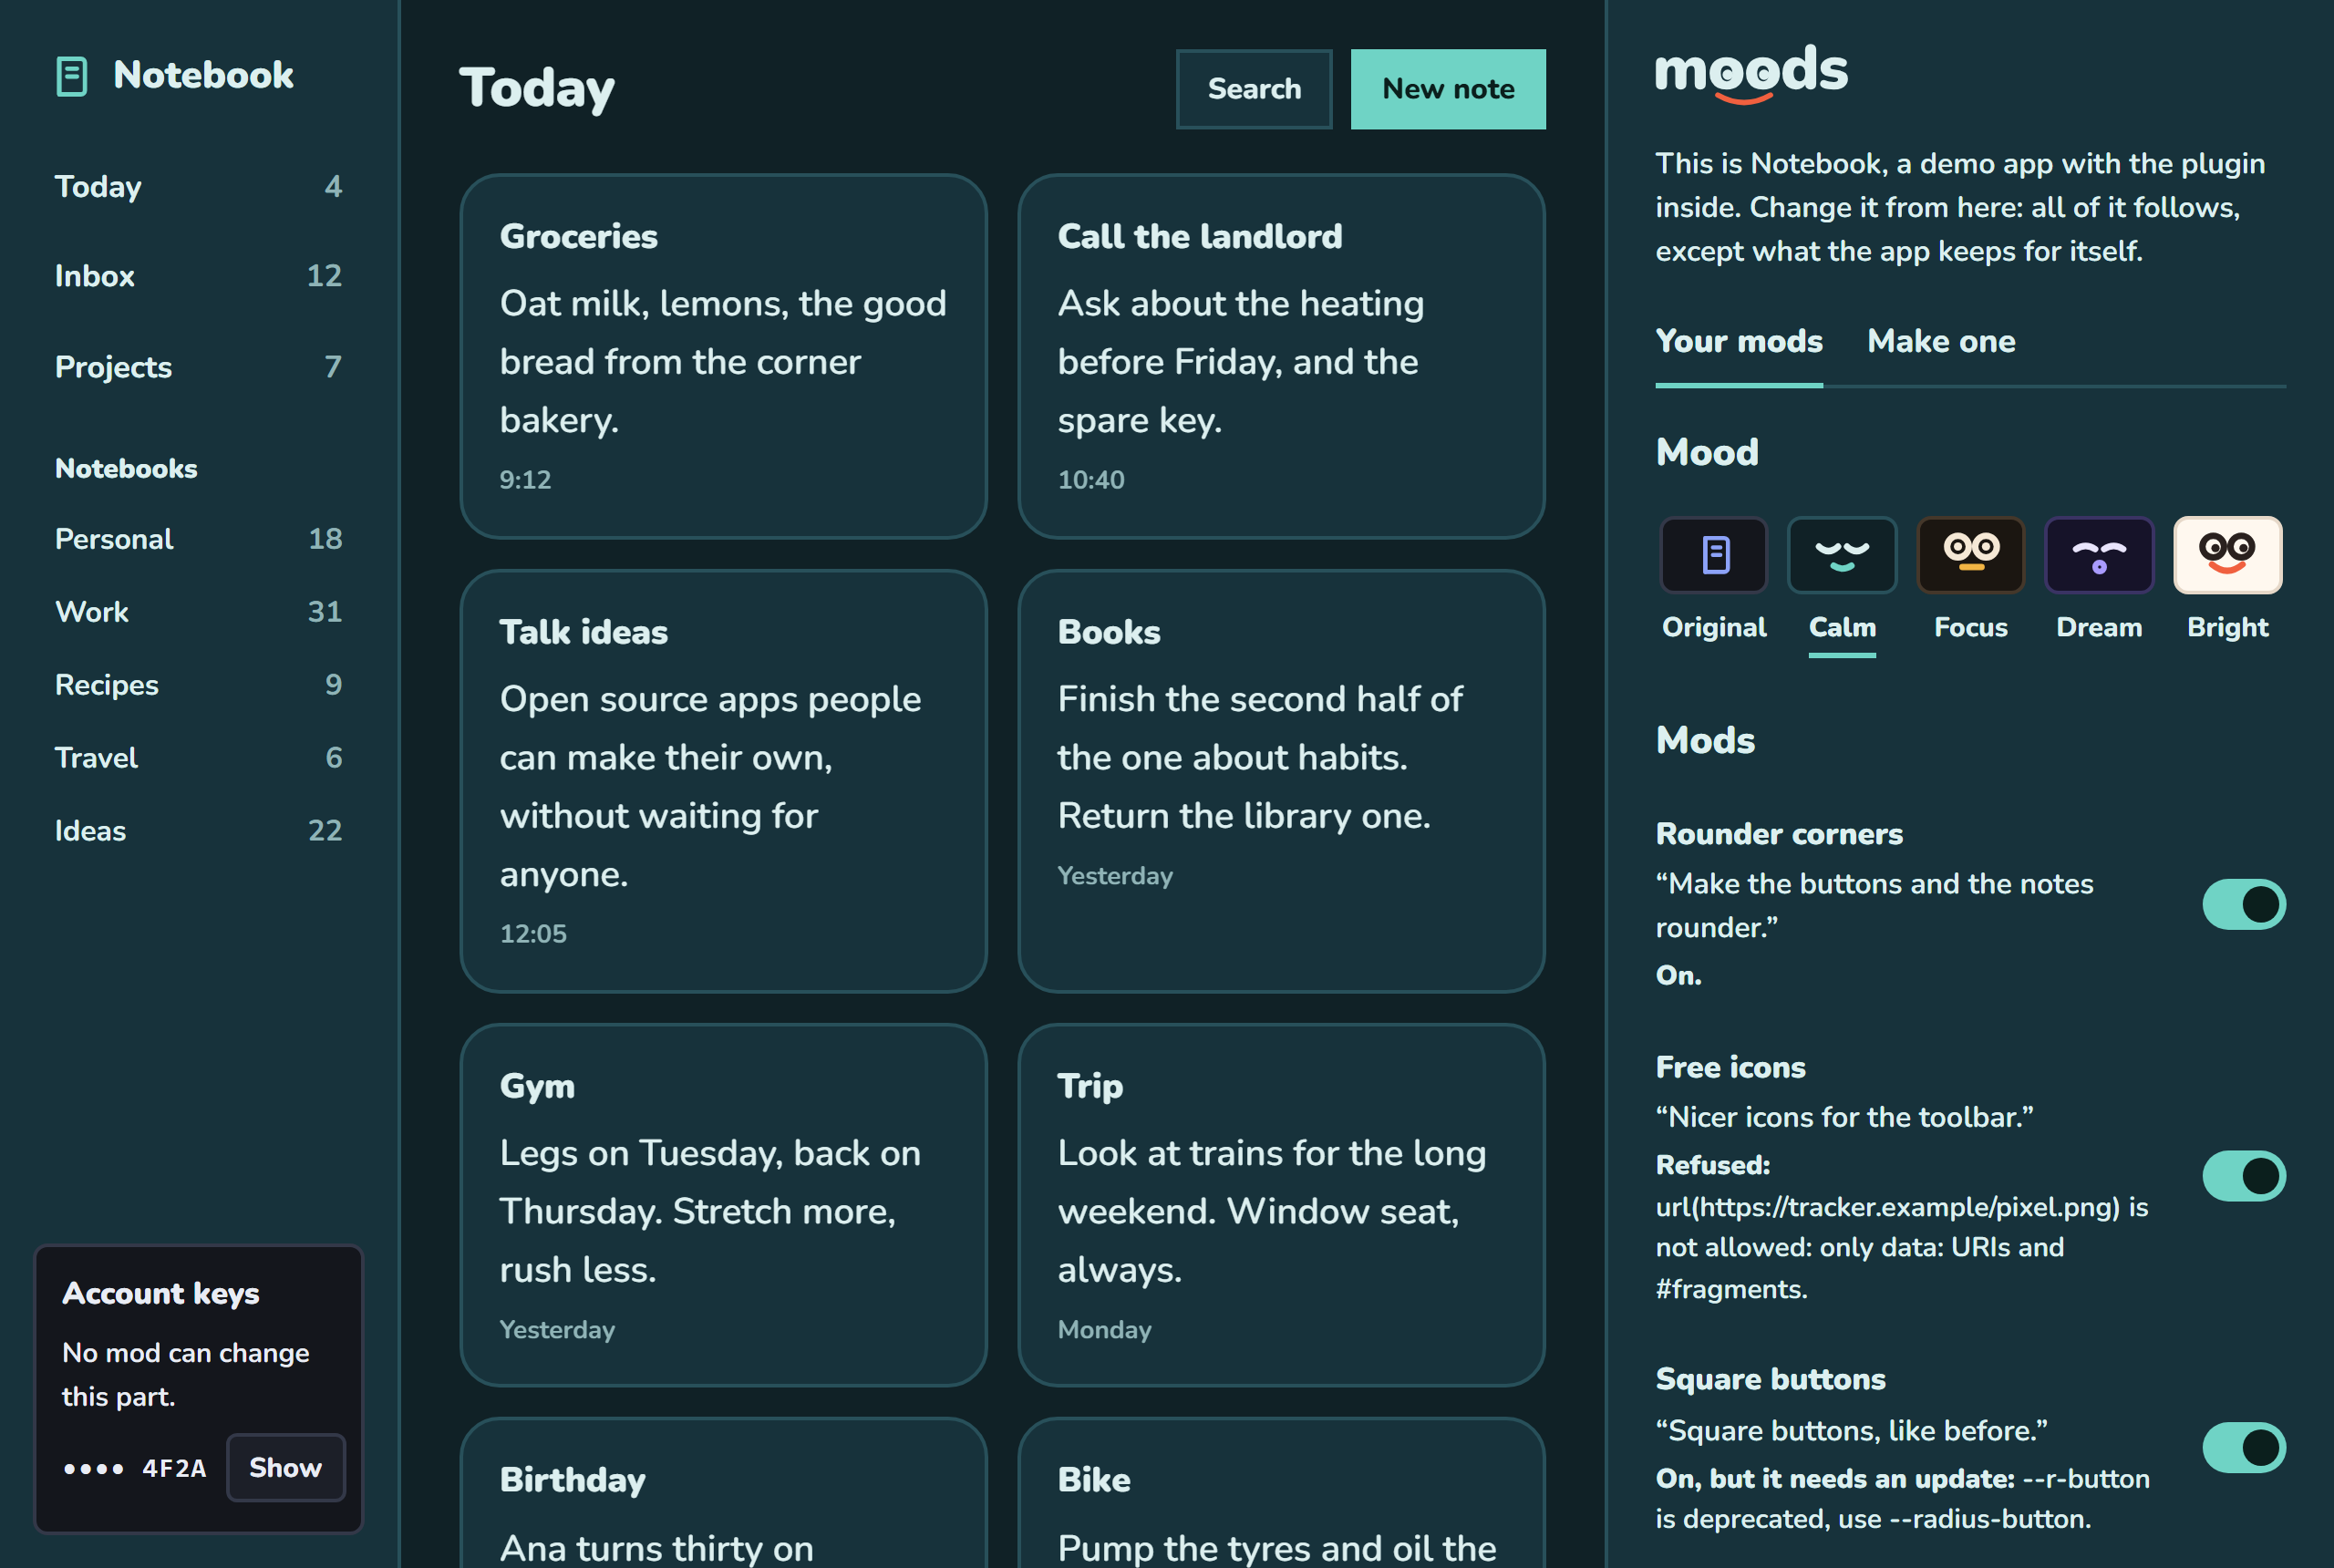 Notebook
Today 4
Inbox 12
Projects 7
Notebooks
Personal 18
Work 31
Recipes 9
Travel 6
Ideas 22
Account keys
No mod can change
this part.
•••• 4F2A Show
Today
Search
New note
Groceries
Oat milk, lemons, the good
bread from the corner
bakery.
9:12
Call the landlord
Ask about the heating
before Friday, and the
spare key.
10:40
Talk ideas
Open source apps people
can make their own,
without waiting for
anyone.
12:05
Books
Finish the second half of
the one about habits.
Return the library one.
Yesterday
Gym
Legs on Tuesday, back on
Thursday. Stretch more,
rush less.
Yesterday
Trip
Look at trains for the long
weekend. Window seat,
always.
Monday
Birthday
Ana turns thirty on
Bike
Pump the tyres and oil the
moods
This is Notebook, a demo app with the plugin
inside. Change it from here: all of it follows,
except what the app keeps for itself.
Your mods Make one
Mood
Original Calm Focus Dream Bright
Mods
Rounder corners
“Make the buttons and the notes
rounder.”
On.
Free icons
“Nicer icons for the toolbar.”
Refused:
url(https://tracker.example/pixel.png) is
not allowed: only data: URIs and
#fragments.
Square buttons
“Square buttons, like before.”
On, but it needs an update: --r-button
is deprecated, use --radius-button.